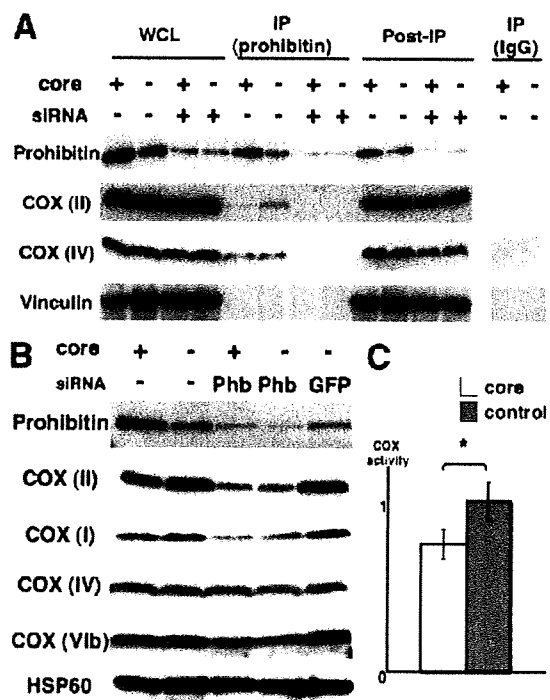 A
WCL
IP (prohibitin)
Post-IP
IP (IgG)
core + - + - + - + - + - + - + -
siRNA - - + + - - + + - - + + - -
Prohibitin
COX (II)
COX (IV)
Vinculin
B
core + - + - -
siRNA - - Phb Phb GFP
Prohibitin
COX (II)
COX (I)
COX (IV)
COX (VIb)
HSP60
C
core
control
COX activity
*
1
0